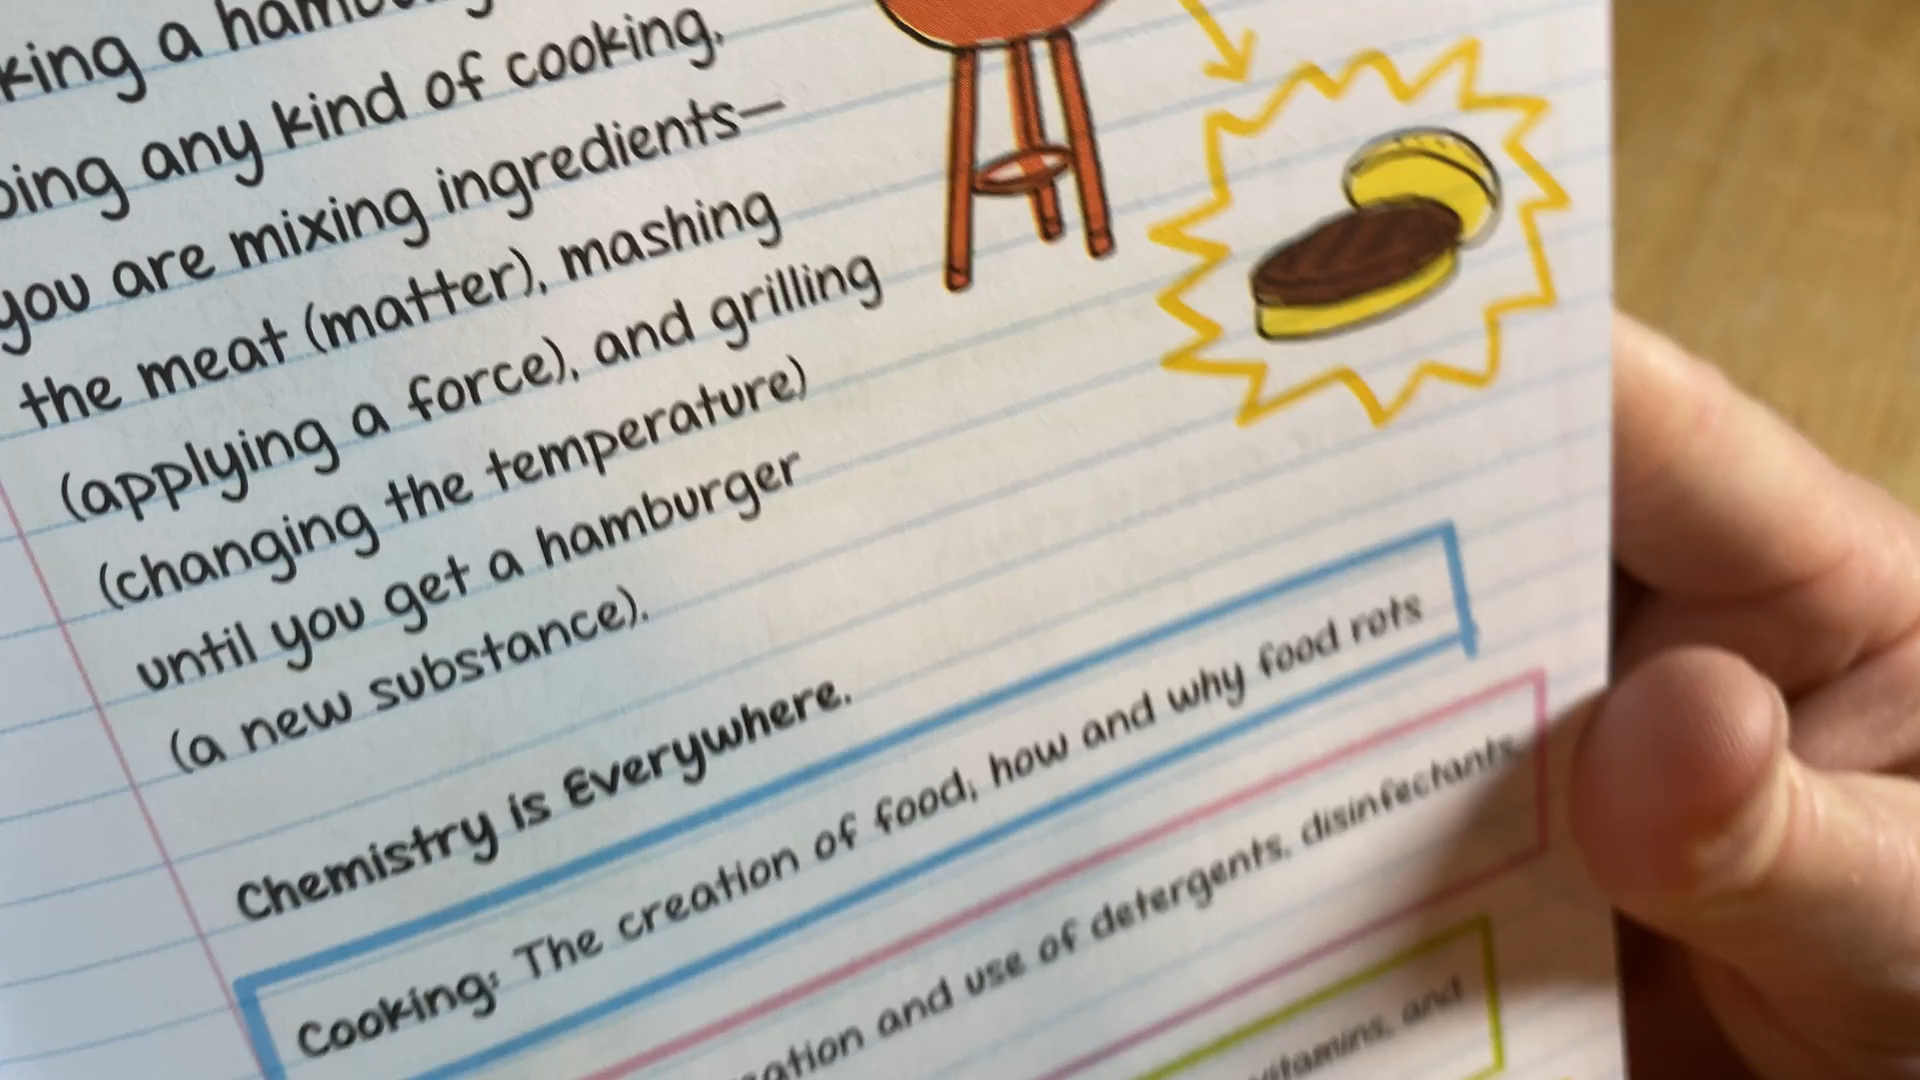 king a hambu
oing any kind of cooking,
you are mixing ingredients—
the meat (matter), mashing
(applying a force), and grilling
(changing the temperature)
until you get a hamburger
(a new substance).
Chemistry is Everywhere.
Cooking: The creation of food; how and why food rots
ation and use of detergents, disinfectants,
vitamins, and